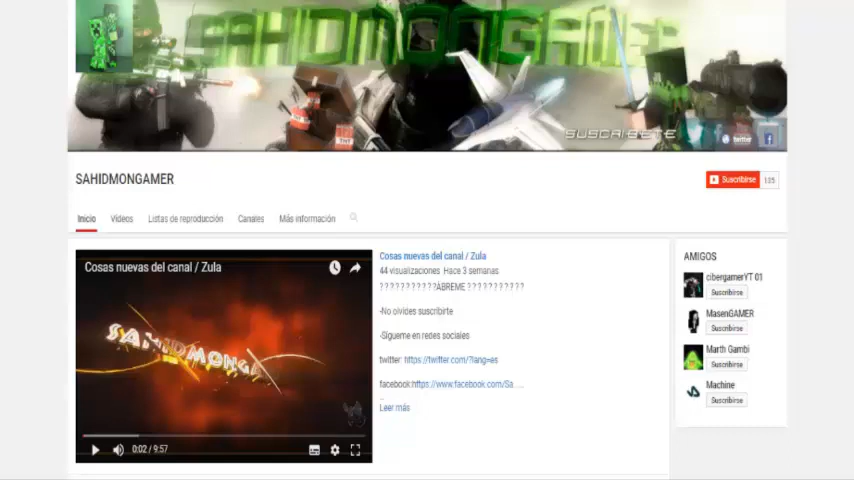 SAHIDMONGAMER
SUSCRIBETE
twitter
SAHIDMONGAMER
Suscribirse
135
Inicio
Vídeos
Listas de reproducción
Canales
Más información
Cosas nuevas del canal / Zula
SAHIDMONGA
0:02 / 9:57
Cosas nuevas del canal / Zula
44 visualizaciones Hace 3 semanas
???????????ÁBREME ???????????
-No olvides suscribirte
-Sígueme en redes sociales
twitter: https://twitter.com/?lang=es
facebook:https://www.facebook.com/Sa. ...
..
Leer más
AMIGOS
cibergamerYT 01
Suscribirse
MasenGAMER
Suscribirse
Marth Gambi
Suscribirse
Machine
Suscribirse